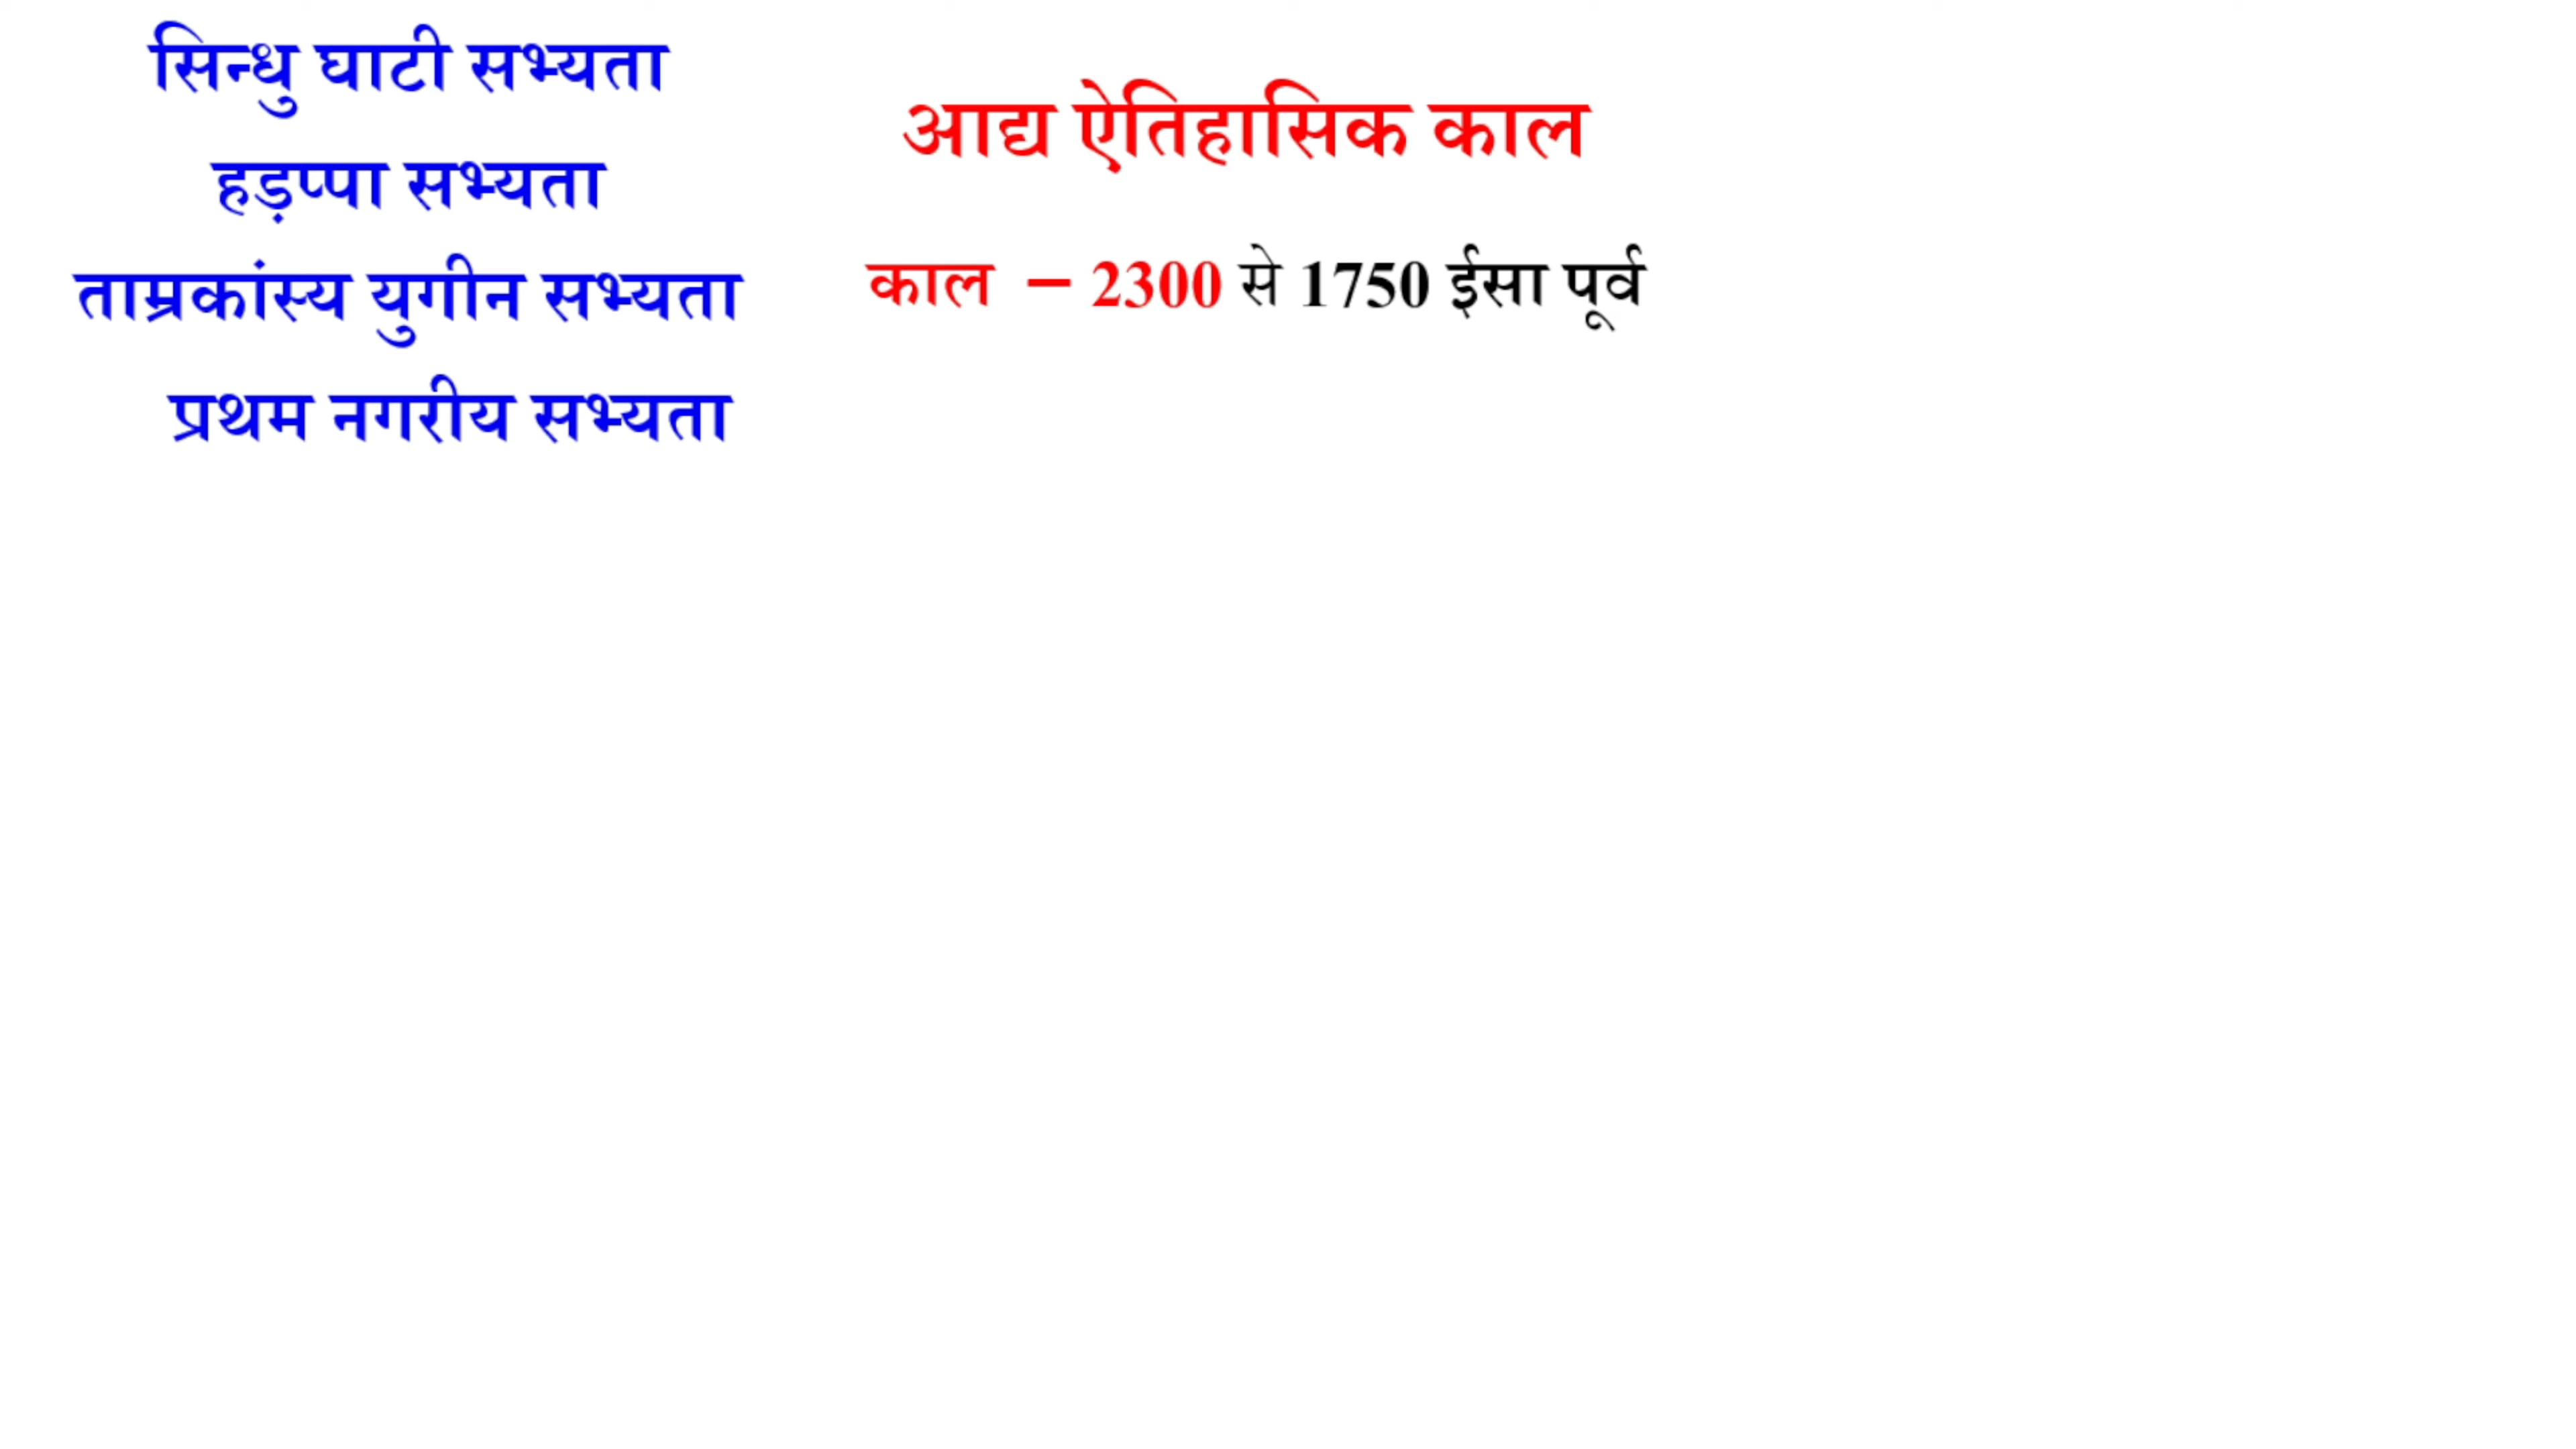 सिन्धु घाटी सभ्यता
हड़प्पा सभ्यता
ताम्रकांस्य युगीन सभ्यता
प्रथम नगरीय सभ्यता
आद्य ऐतिहासिक काल
काल – 2300 से 1750 ईसा पूर्व